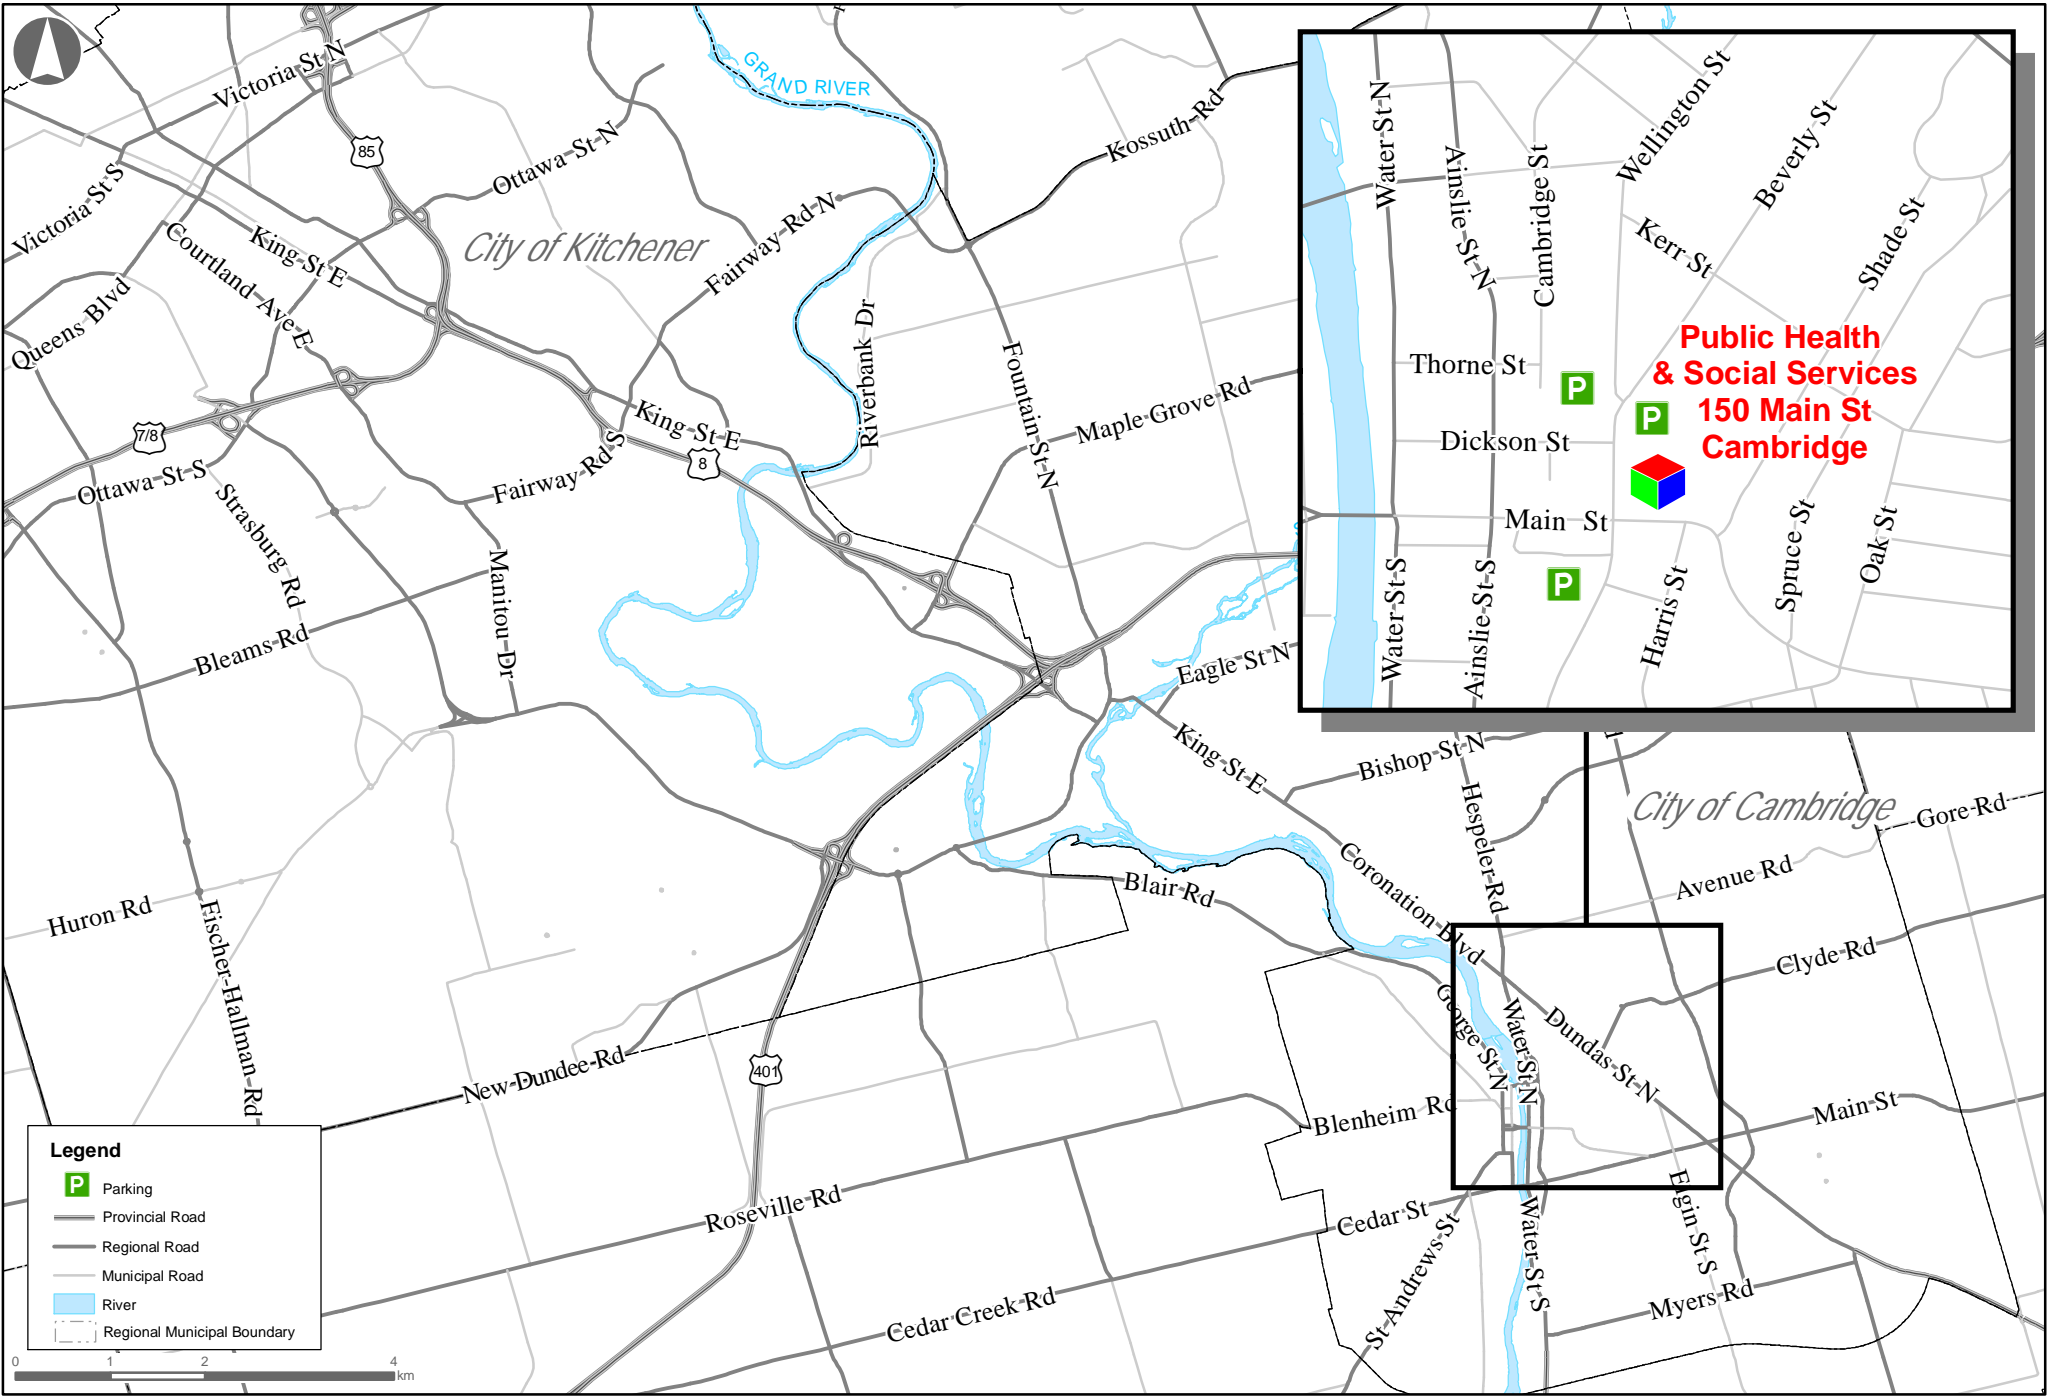 Victoria St N
GRAND RIVER
85
Ottawa St N
Kossuth Rd
Victoria St S
Courtland Ave E
King St E
City of Kitchener
Fairway Rd N
Queens Blvd
Riverbank Dr
Fountain St N
Maple Grove Rd
7/8
King St E
8
Ottawa St S
Fairway Rd S
Strasburg Rd
Manitou Dr
Bleams Rd
Eagle St N
King St E
Bishop St N
Hespeler Rd
City of Cambridge
Gore Rd
Coronation Blvd
Avenue Rd
Blair Rd
Huron Rd
Fischer-Hallman Rd
Clyde Rd
George St N
Water St N
Dundas St N
New Dundee Rd
401
Blenheim Rd
Main St
Roseville Rd
Cedar St
Elgin St S
St Andrews St
Water St S
Cedar Creek Rd
Myers Rd
Water St N
Ainslie St N
Cambridge St
Wellington St
Beverly St
Kerr St
Shade St
Thorne St
P
P
Public Health
& Social Services
150 Main St
Cambridge
Dickson St
Main St
P
Water St S
Ainslie St S
Harris St
Spruce St
Oak St
Legend
P Parking
Provincial Road
Regional Road
Municipal Road
River
Regional Municipal Boundary
0 1 2 4
km